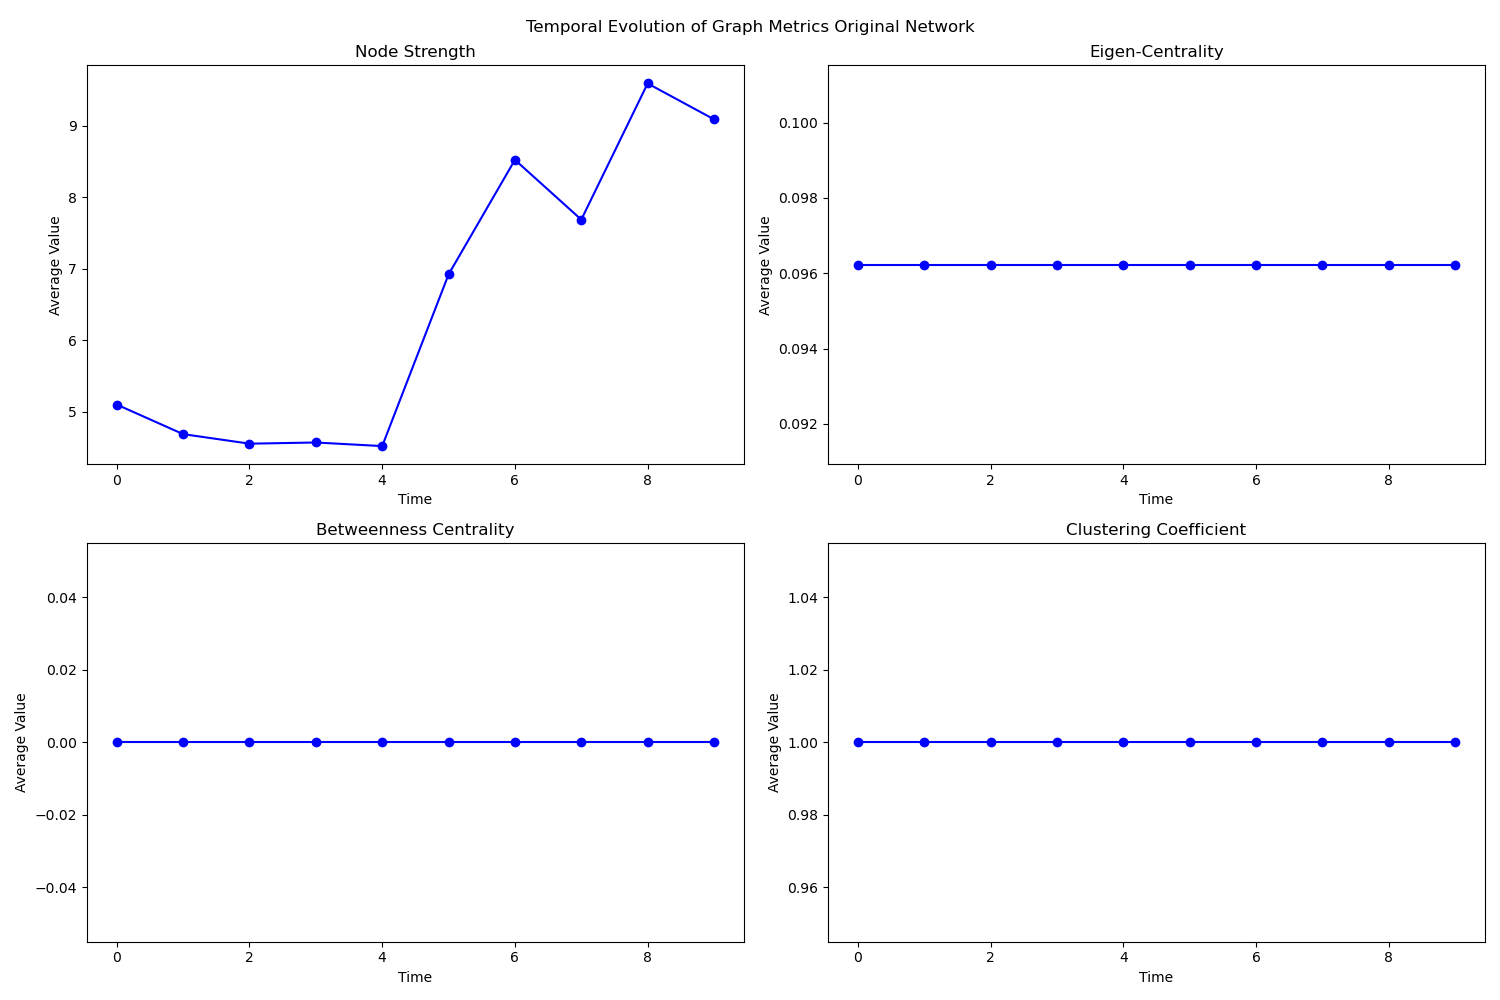 Temporal Evolution of Graph Metrics Original Network
Node Strength
Average Value
9
8
7
6
5
0 2 4 6 8
Time
Eigen-Centrality
Average Value
0.100
0.098
0.096
0.094
0.092
0 2 4 6 8
Time
Betweenness Centrality
Average Value
0.04
0.02
0.00
−0.02
−0.04
0 2 4 6 8
Time
Clustering Coefficient
Average Value
1.04
1.02
1.00
0.98
0.96
0 2 4 6 8
Time